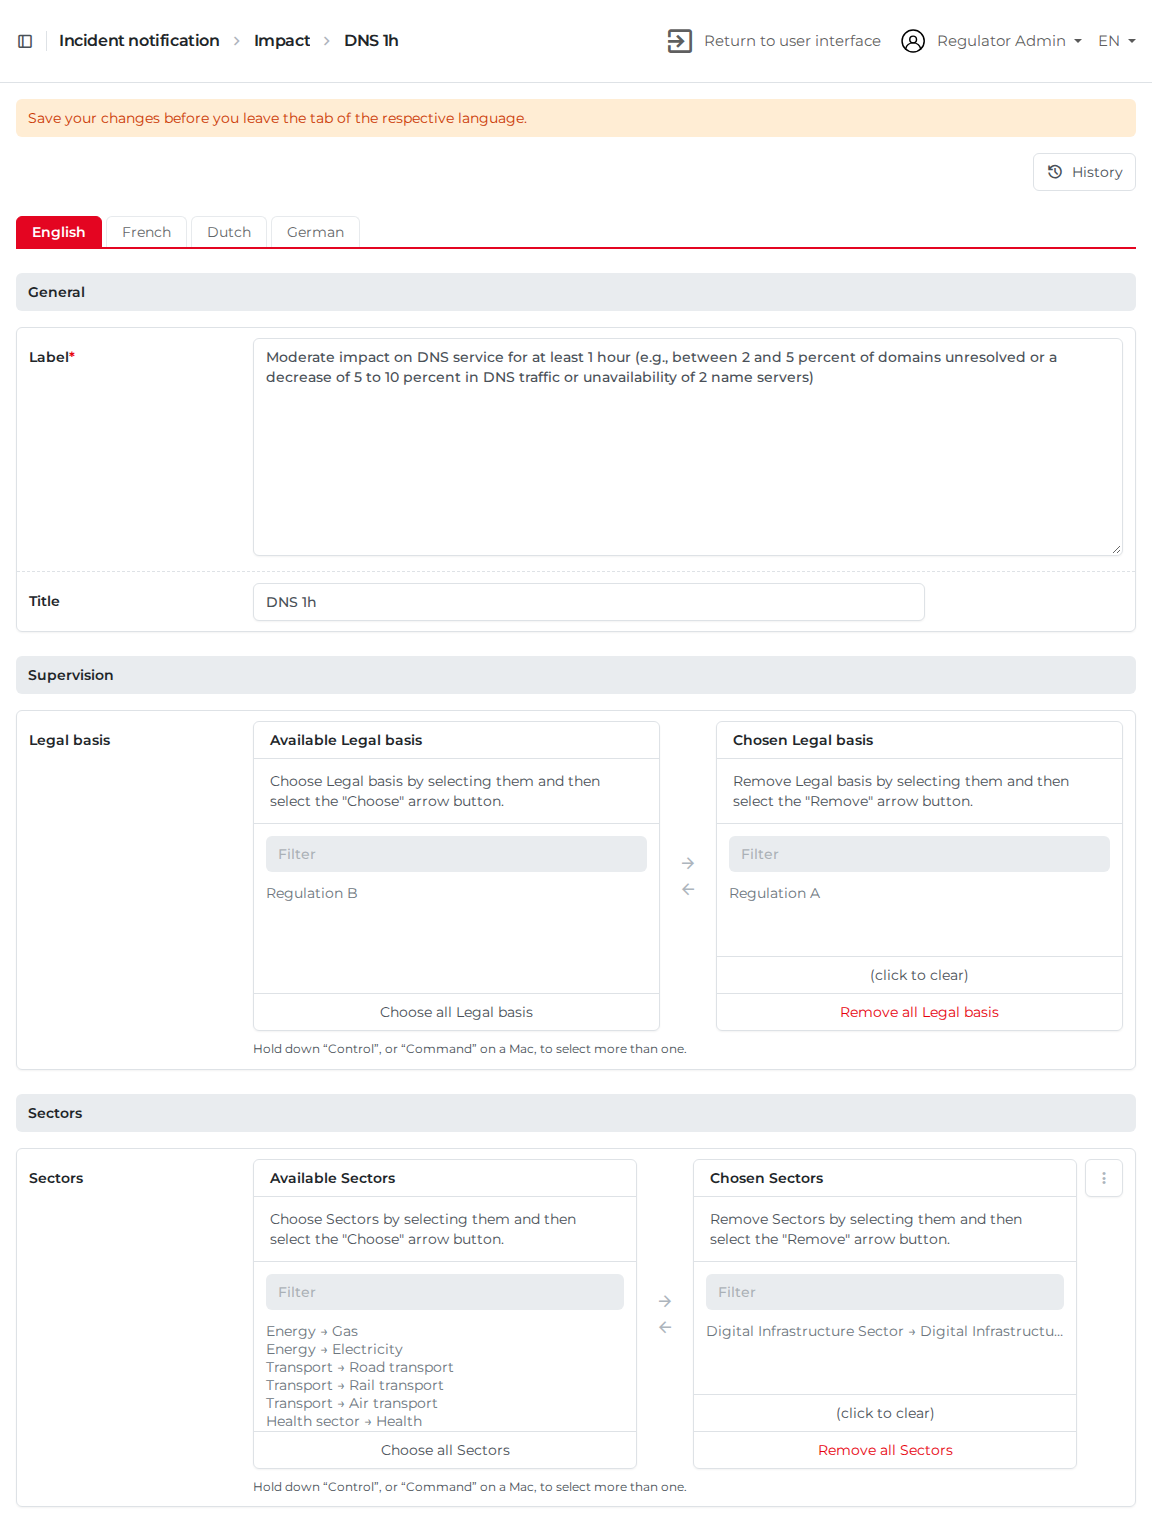 Incident notification > Impact > DNS 1h
Return to user interface
Regulator Admin
EN
Save your changes before you leave the tab of the respective language.
History
English
French
Dutch
German
General
Label*
Moderate impact on DNS service for at least 1 hour (e.g., between 2 and 5 percent of domains unresolved or a
decrease of 5 to 10 percent in DNS traffic or unavailability of 2 name servers)
Title
DNS 1h
Supervision
Legal basis
Available Legal basis
Choose Legal basis by selecting them and then
select the "Choose" arrow button.
Filter
Regulation B
Choose all Legal basis
Chosen Legal basis
Remove Legal basis by selecting them and then
select the "Remove" arrow button.
Filter
Regulation A
(click to clear)
Remove all Legal basis
Hold down “Control”, or “Command” on a Mac, to select more than one.
Sectors
Sectors
Available Sectors
Choose Sectors by selecting them and then
select the "Choose" arrow button.
Filter
Energy → Gas
Energy → Electricity
Transport → Road transport
Transport → Rail transport
Transport → Air transport
Health sector → Health
Choose all Sectors
Chosen Sectors
Remove Sectors by selecting them and then
select the "Remove" arrow button.
Filter
Digital Infrastructure Sector → Digital Infrastructu...
(click to clear)
Remove all Sectors
Hold down “Control”, or “Command” on a Mac, to select more than one.